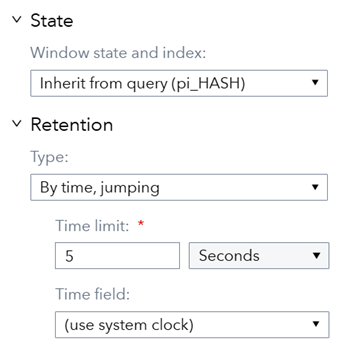 State
Window state and index:
Inherit from query (pi_HASH)
Retention
Type:
By time, jumping
Time limit: *
5 Seconds
Time field:
(use system clock)